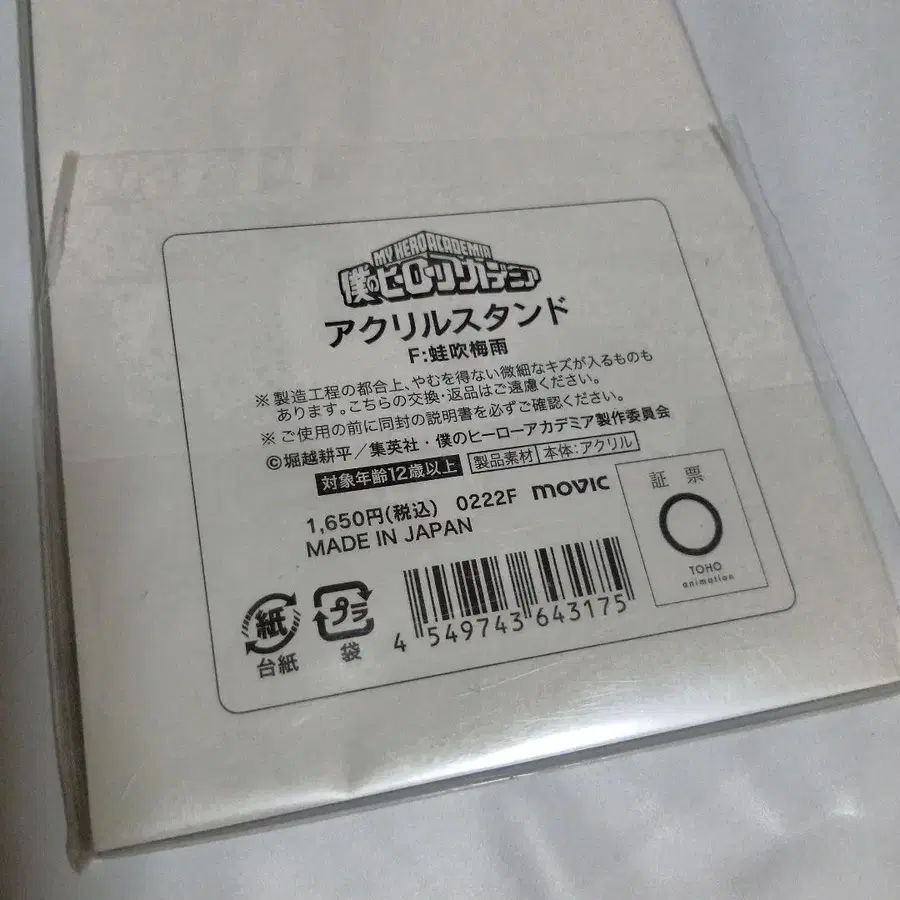 MY HERO ACADEMIA
僕のヒーローアカデミア
アクリルスタンド
F:蛙吹梅雨
※製造工程の都合上、やむを得ない微細なキズが入るものも
あります。こちらの交換・返品はご遠慮ください。
※ご使用の前に同封の説明書を必ずご確認ください。
©堀越耕平／集英社・僕のヒーローアカデミア製作委員会
対象年齢12歳以上 製品素材 本体:アクリル
1,650円(税込) 0222F movic
MADE IN JAPAN
証票
TOHO
animation
紙
台紙
プラ
袋
4 549743 643175